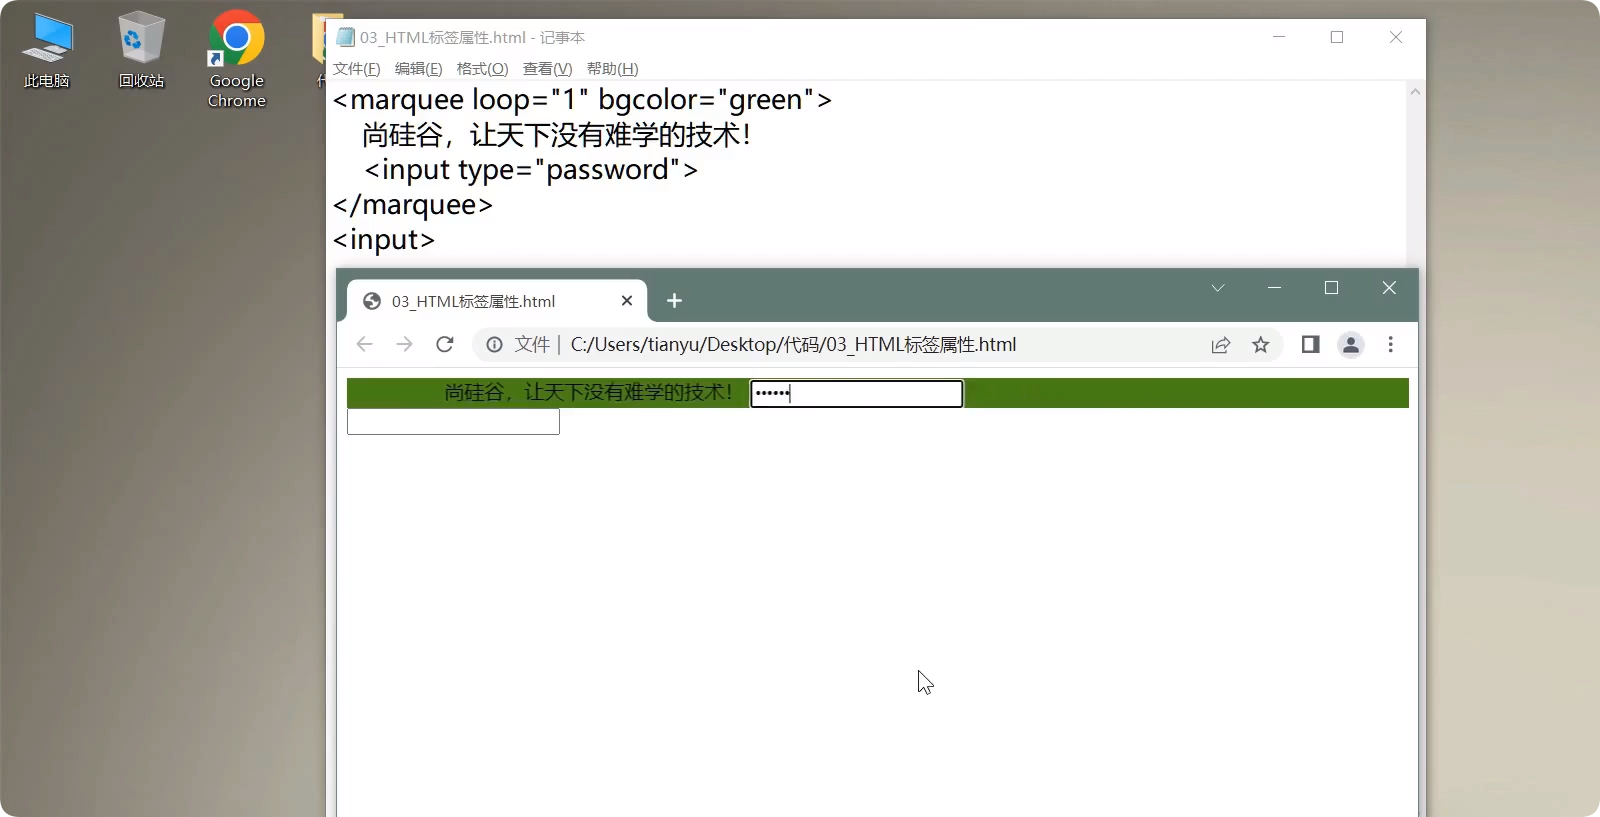 此电脑
回收站
Google
Chrome
03_HTML标签属性.html - 记事本
文件(F) 编辑(E) 格式(O) 查看(V) 帮助(H)
<marquee loop="1" bgcolor="green">
尚硅谷，让天下没有难学的技术！
<input type="password">
</marquee>
<input>
03_HTML标签属性.html
文件 | C:/Users/tianyu/Desktop/代码/03_HTML标签属性.html
尚硅谷，让天下没有难学的技术！ ••••••